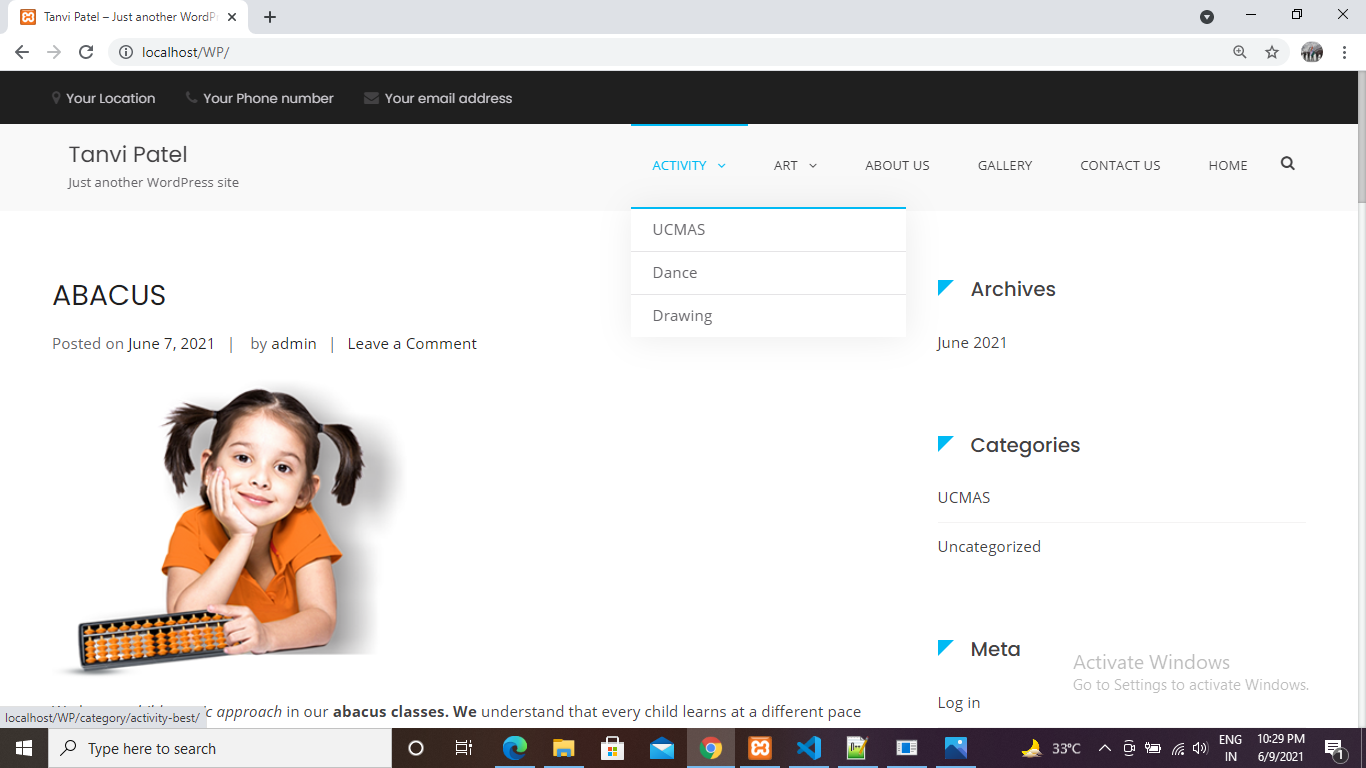 Tanvi Patel – Just another WordP
localhost/WP/
Your Location Your Phone number Your email address
Tanvi Patel
Just another WordPress site
ACTIVITY ART ABOUT US GALLERY CONTACT US HOME
UCMAS
Dance
Drawing
ABACUS
Posted on June 7, 2021 | by admin | Leave a Comment
Archives
June 2021
Categories
UCMAS
Uncategorized
Meta
Log in
Activate Windows
Go to Settings to activate Windows.
approach in our abacus classes. We understand that every child learns at a different pace
localhost/WP/category/activity-best/
Type here to search
33°C
ENG
IN
10:29 PM
6/9/2021
1